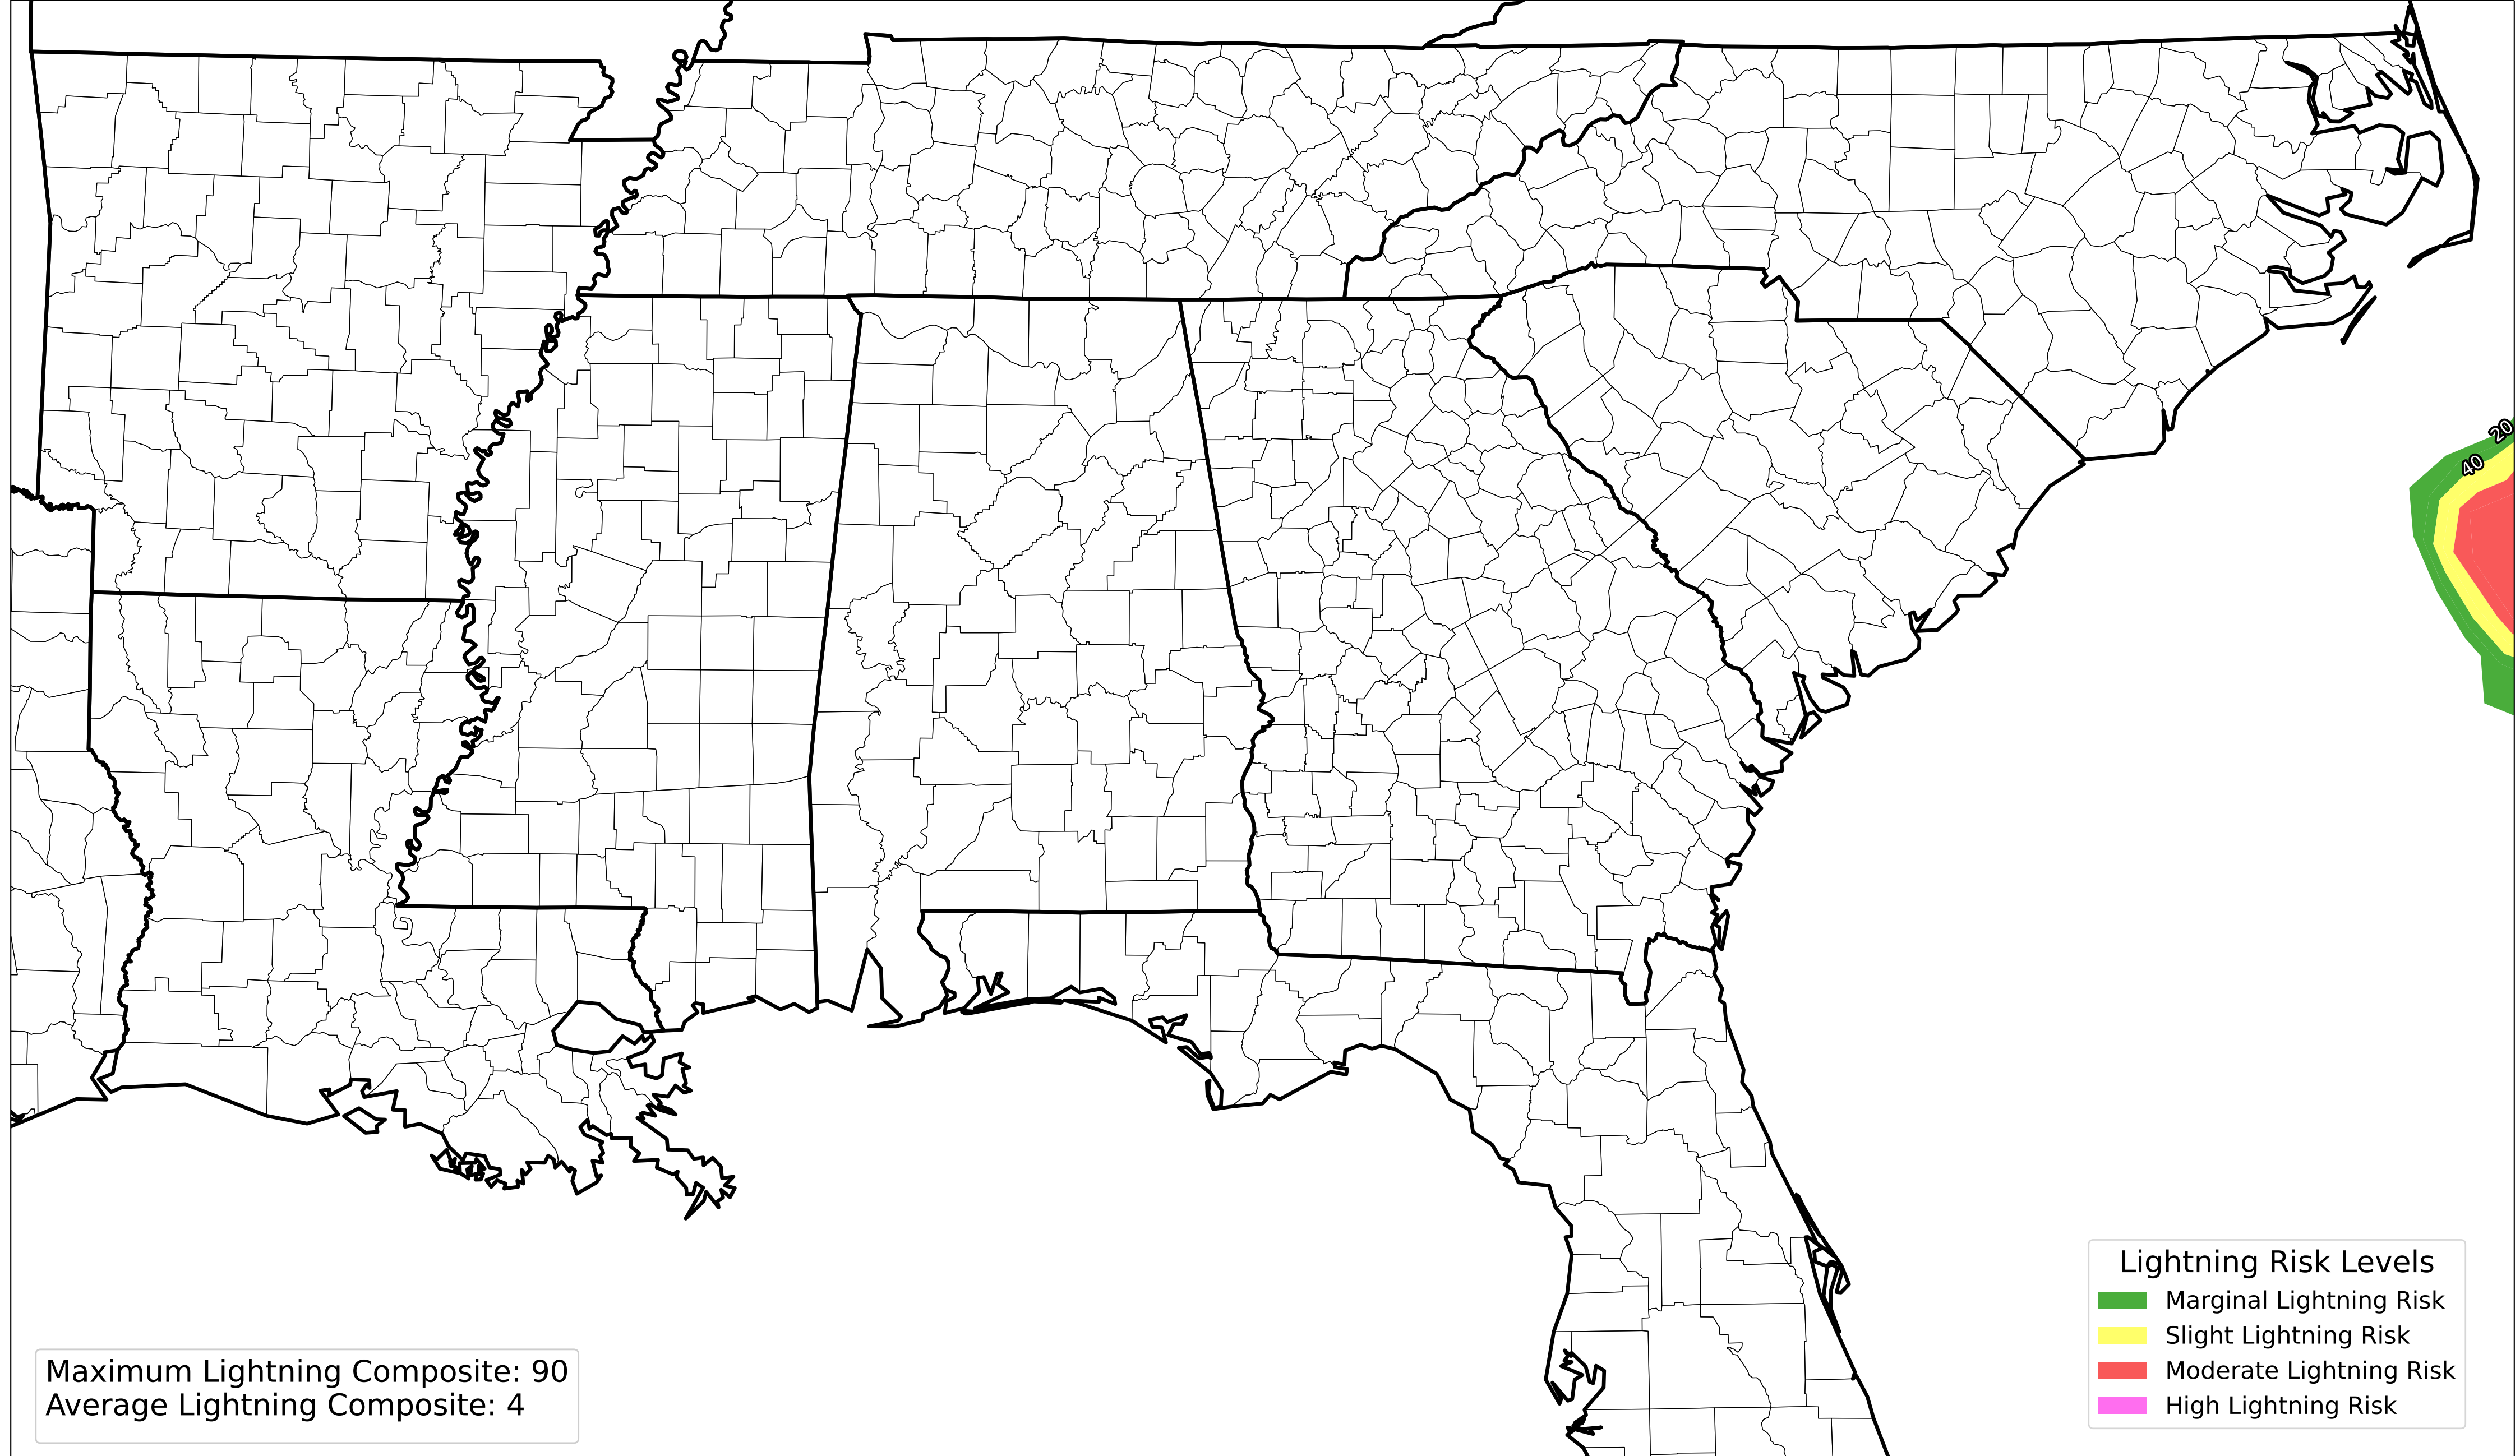 20
40
Lightning Risk Levels
Marginal Lightning Risk
Slight Lightning Risk
Moderate Lightning Risk
High Lightning Risk
Maximum Lightning Composite: 90
Average Lightning Composite: 4